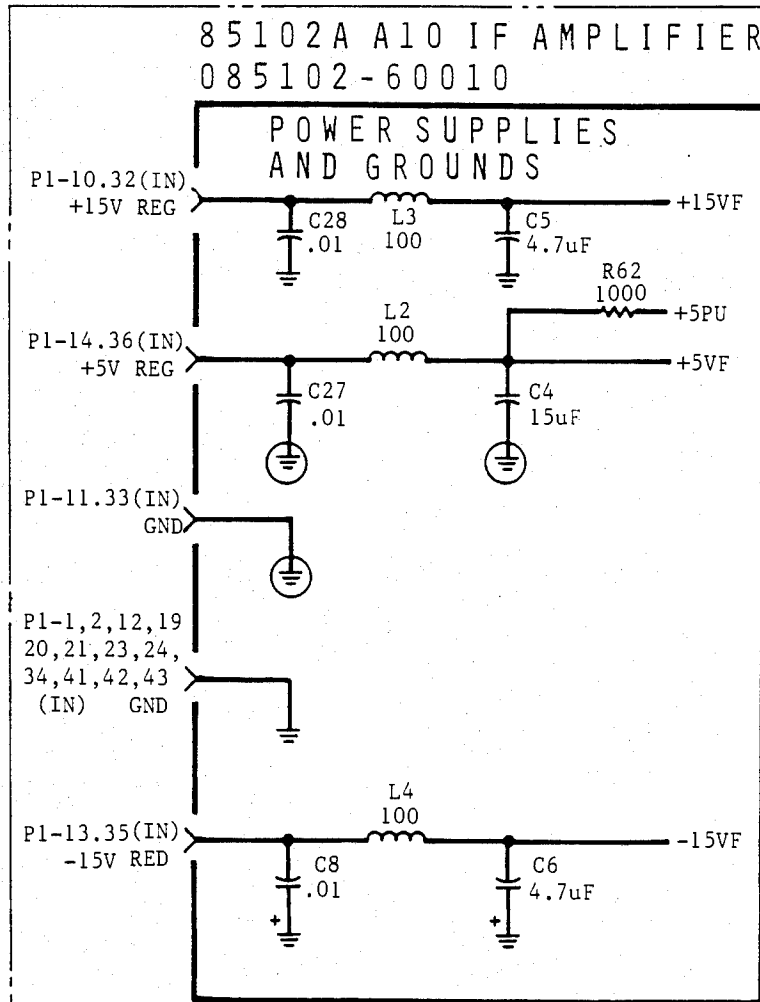 85102A A10 IF AMPLIFIER
085102-60010
POWER SUPPLIES
AND GROUNDS
P1-10.32(IN)
+15V REG
C28
.01
L3
100
C5
4.7uF
+15VF
R62
1000
+5PU
P1-14.36(IN)
+5V REG
L2
100
+5VF
C27
.01
C4
15uF
P1-11.33(IN)
GND
P1-1,2,12,19
20,21,23,24,
34,41,42,43
(IN) GND
P1-13.35(IN)
-15V RED
L4
100
-15VF
C8
.01
+
C6
4.7uF
+